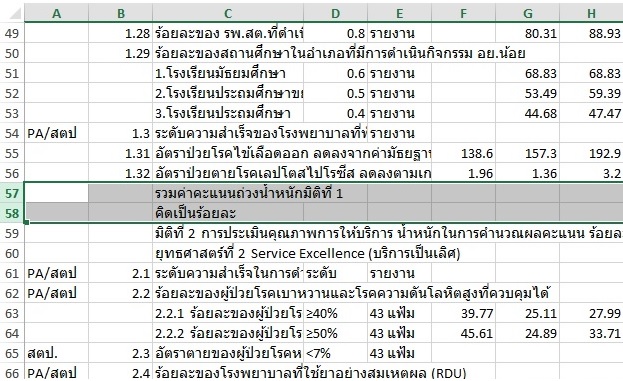 A B C D E F G H
49 1.28 ร้อยละของ รพ.สต.ที่ดำเนิ 0.8 รายงาน 80.31 88.93
50 1.29 ร้อยละของสถานศึกษาในอำเภอที่มีการดำเนินกิจกรรม อย.น้อย
51 1.โรงเรียนมัธยมศึกษา 0.6 รายงาน 68.83 68.83
52 2.โรงเรียนประถมศึกษาขย 0.5 รายงาน 53.49 59.39
53 3.โรงเรียนประถมศึกษา 0.4 รายงาน 44.68 47.47
54 PA/สตป 1.3 ระดับความสำเร็จของโรงพยาบาลที่ รายงาน
55 1.31 อัตราป่วยโรคไข้เลือดออก ลดลงจากค่ามัธยฐา 138.6 157.3 192.9
56 1.32 อัตราป่วยตายโรคเลปโตสไปโรซีส ลดลงตามเก 1.96 1.36 3.2
57 รวมค่าคะแนนถ่วงน้ำหนักมิติที่ 1
58 คิดเป็นร้อยละ
59 มิติที่ 2 การประเมินคุณภาพการให้บริการ น้ำหนักในการคำนวณผลคะแนน ร้อยล
60 ยุทธศาสตร์ที่ 2 Service Excellence (บริการเป็นเลิศ)
61 PA/สตป 2.1 ระดับความสำเร็จในการดำ ระดับ รายงาน
62 PA/สตป 2.2 ร้อยละของผู้ป่วยโรคเบาหวานและโรคความดันโลหิตสูงที่ควบคุมได้
63 2.2.1 ร้อยละของผู้ป่วยโร ≥40% 43 แฟ้ม 39.77 25.11 27.99
64 2.2.2 ร้อยละของผู้ป่วยโร ≥50% 43 แฟ้ม 45.61 24.89 33.71
65 สตป. 2.3 อัตราตายของผู้ป่วยโรคห <7% 43 แฟ้ม
66 PA/สตป 2.4 ร้อยละของโรงพยาบาลที่ใช้ยาอย่างสมเหตุผล (RDU)